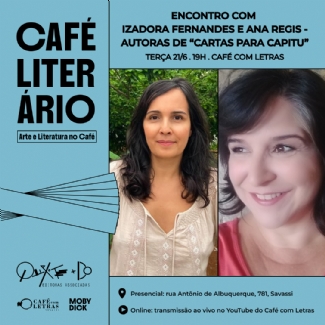 CAFÉ
LITER
ÁRIO
Arte e Literatura no Café
ENCONTRO COM
IZADORA FERNANDES E ANA REGIS -
AUTORAS DE “CARTAS PARA CAPITU”
TERÇA 21/6 . 19H . CAFÉ COM LETRAS
EDITORAS ASSOCIADAS
CAFÉ COM
LETRAS
MOBY
DICK
Presencial: rua Antônio de Albuquerque, 781, Savassi
Online: transmissão ao vivo no YouTube do Café com Letras